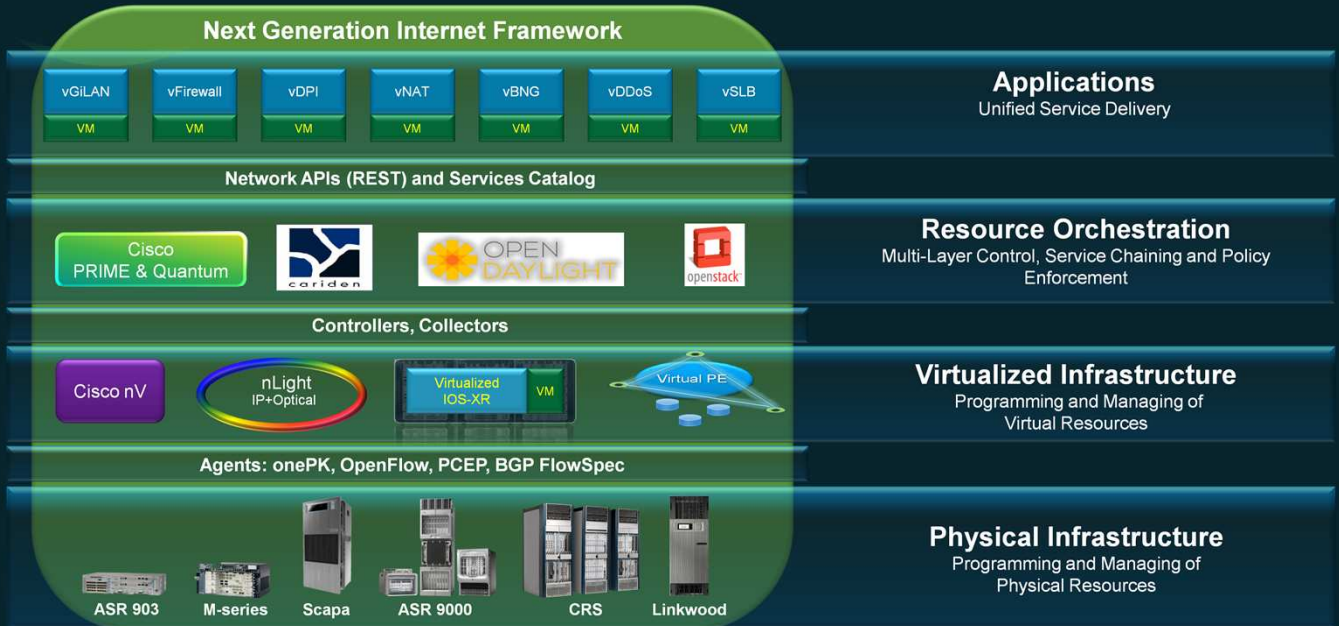 Next Generation Internet Framework
vGiLAN
VM
vFirewall
VM
vDPI
VM
vNAT
VM
vBNG
VM
vDDoS
VM
vSLB
VM
Applications
Unified Service Delivery
Network APIs (REST) and Services Catalog
Cisco
PRIME & Quantum
cariden
OPEN
DAYLIGHT
openstack
Resource Orchestration
Multi-Layer Control, Service Chaining and Policy
Enforcement
Controllers, Collectors
Cisco nV
nLight
IP+Optical
Virtualized
IOS-XR
VM
Virtual PE
Virtualized Infrastructure
Programming and Managing of
Virtual Resources
Agents: onePK, OpenFlow, PCEP, BGP FlowSpec
ASR 903
M-series
Scapa
ASR 9000
CRS
Linkwood
Physical Infrastructure
Programming and Managing of
Physical Resources